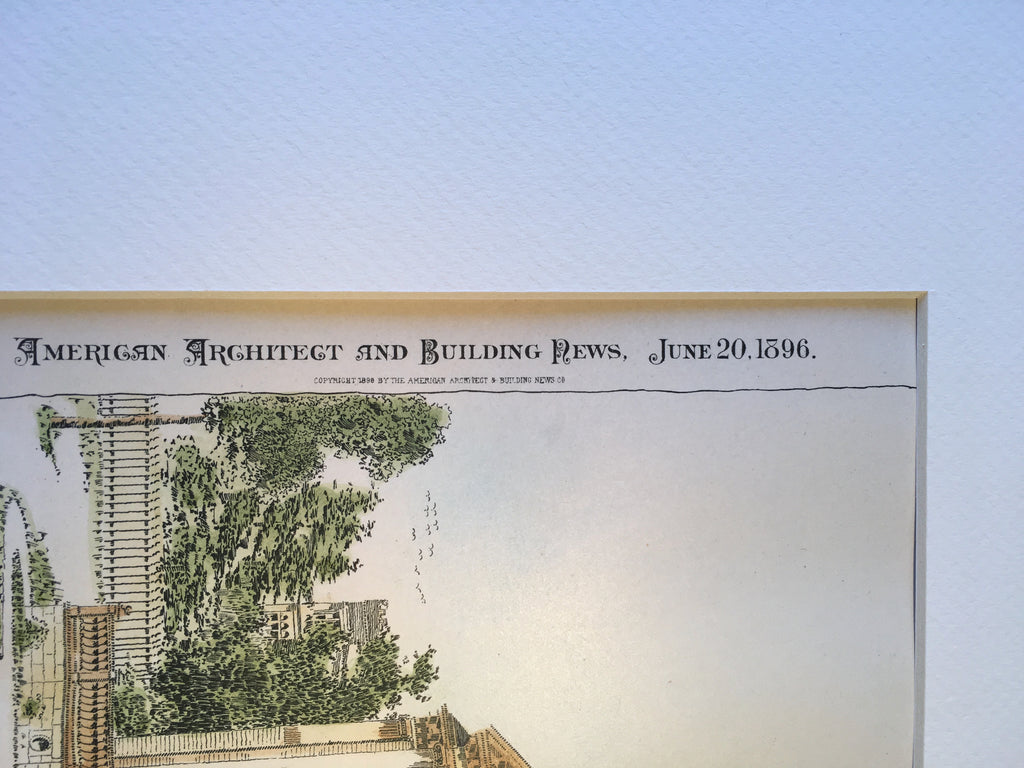 AMERICAN ARCHITECT AND BUILDING NEWS, JUNE 20, 1896.
COPYRIGHT 1896 BY THE AMERICAN ARCHITECT & BUILDING NEWS CO